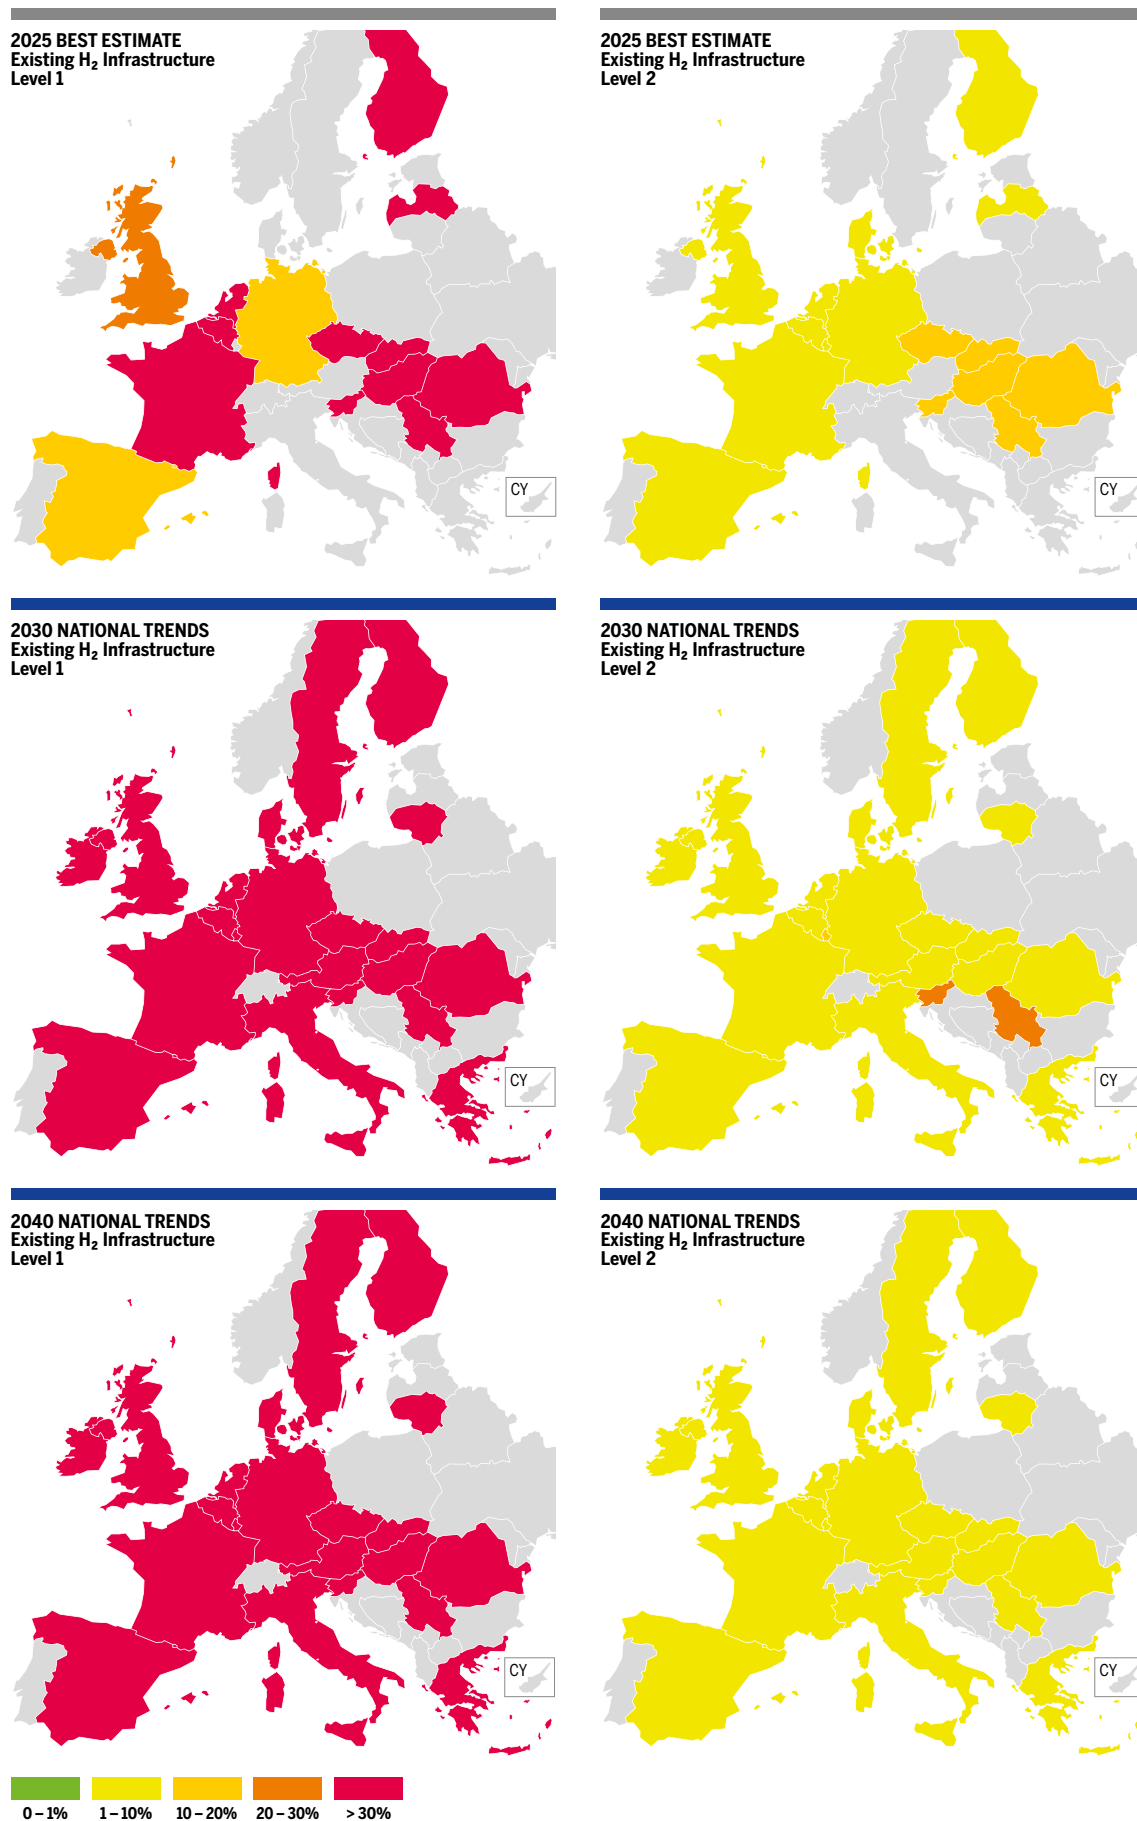 2025 BEST ESTIMATE
Existing H₂ Infrastructure
Level 1
CY
2025 BEST ESTIMATE
Existing H₂ Infrastructure
Level 2
CY
2030 NATIONAL TRENDS
Existing H₂ Infrastructure
Level 1
CY
2030 NATIONAL TRENDS
Existing H₂ Infrastructure
Level 2
CY
2040 NATIONAL TRENDS
Existing H₂ Infrastructure
Level 1
CY
2040 NATIONAL TRENDS
Existing H₂ Infrastructure
Level 2
CY
0 – 1% 1 – 10% 10 – 20% 20 – 30% > 30%